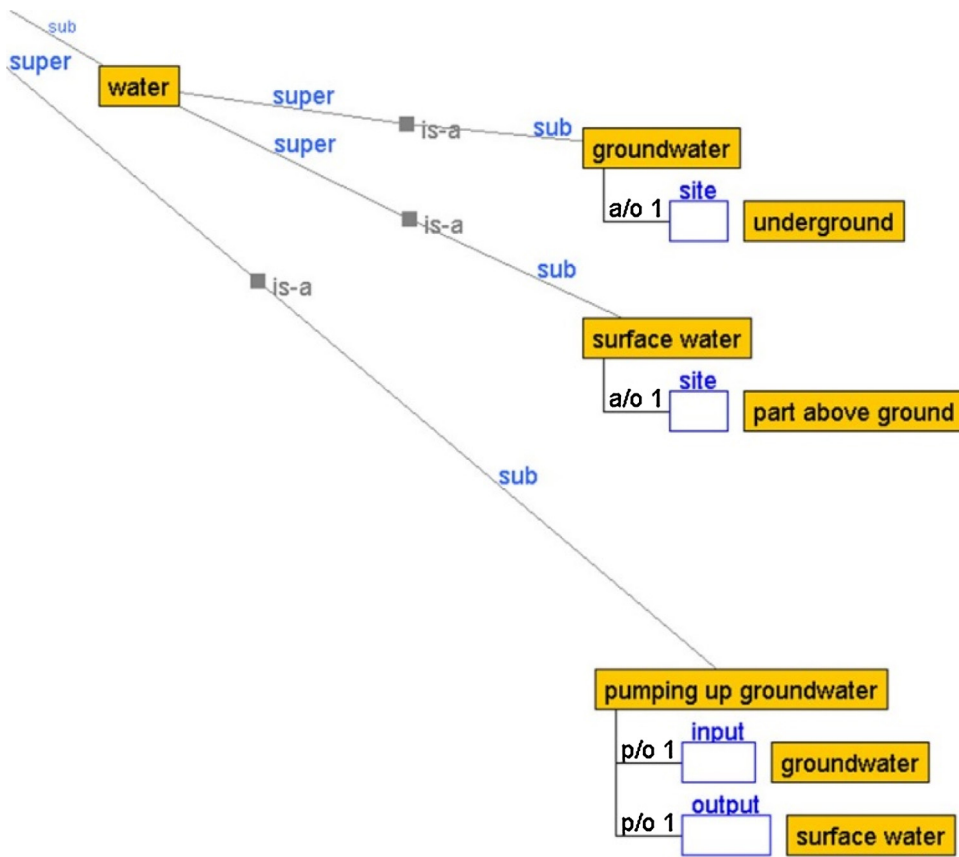 sub
super
water
super
is-a
sub
super
groundwater
site
a/o 1
underground
is-a
sub
is-a
surface water
site
a/o 1
part above ground
sub
pumping up groundwater
input
p/o 1
groundwater
output
p/o 1
surface water